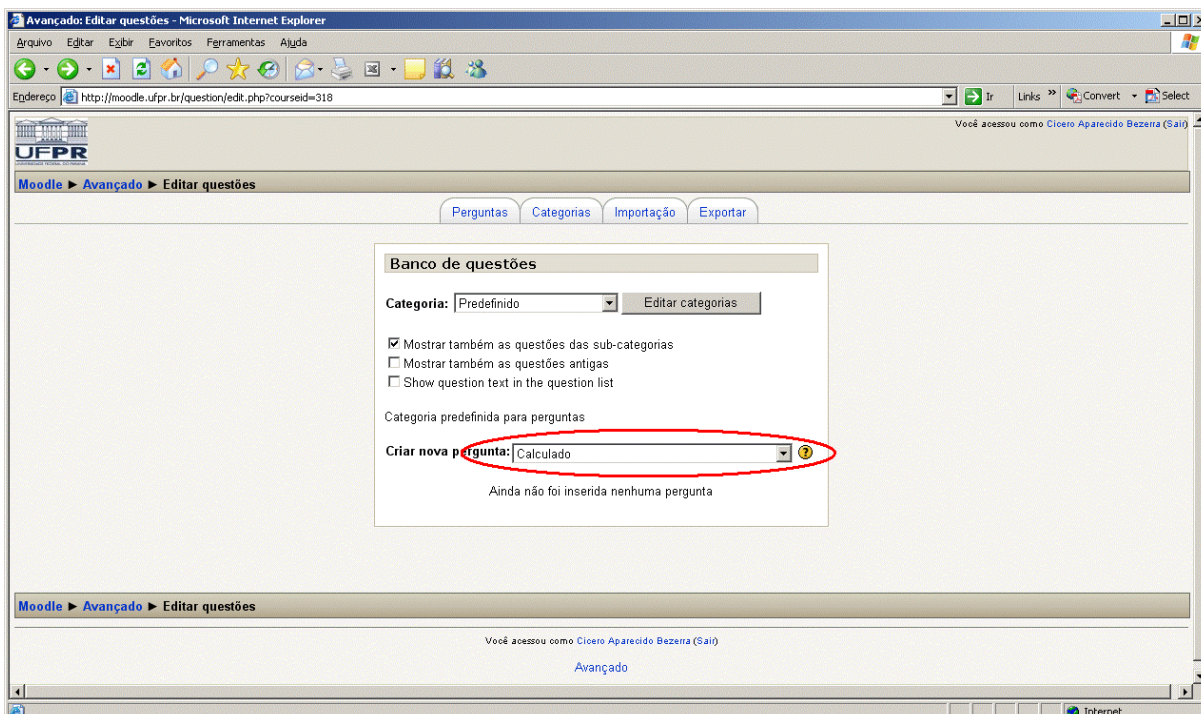 Avançado: Editar questões - Microsoft Internet Explorer
Arquivo Editar Exibir Favoritos Ferramentas Ajuda
Endereço http://moodle.ufpr.br/question/edit.php?courseid=318 Ir Links » Convert Select
Você acessou como Cicero Aparecido Bezerra (Sair)
UFPR
Moodle ► Avançado ► Editar questões
Perguntas Categorias Importação Exportar
Banco de questões
Categoria: Predefinido Editar categorias
Mostrar também as questões das sub-categorias
Mostrar também as questões antigas
Show question text in the question list
Categoria predefinida para perguntas
Criar nova pergunta: Calculado ?
Ainda não foi inserida nenhuma pergunta
Moodle ► Avançado ► Editar questões
Você acessou como Cicero Aparecido Bezerra (Sair)
Avançado
Internet